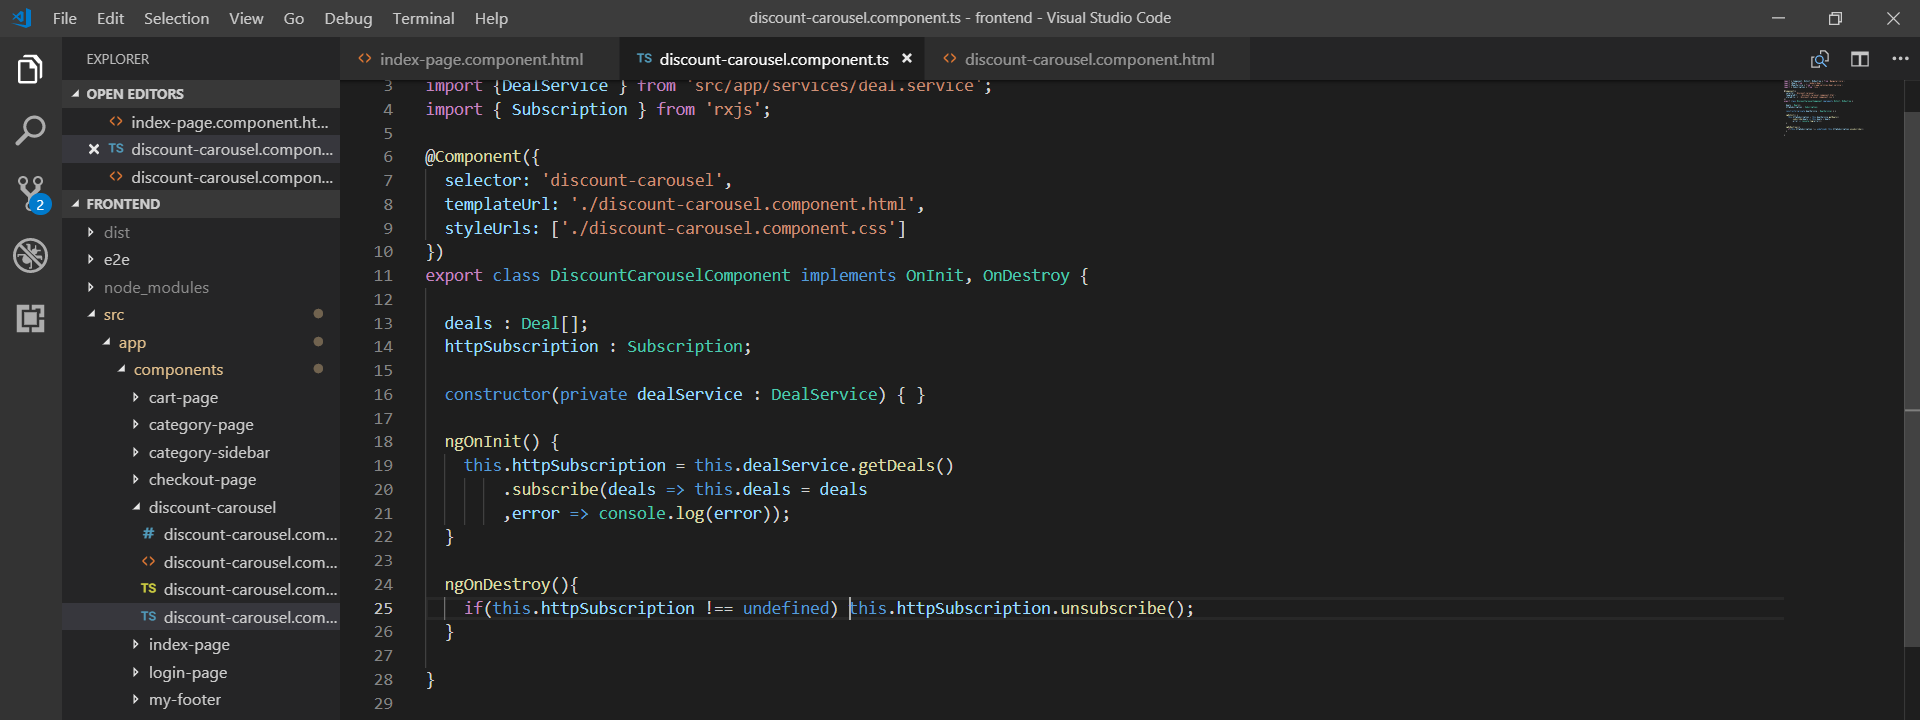 File Edit Selection View Go Debug Terminal Help
discount-carousel.component.ts - frontend - Visual Studio Code
EXPLORER
OPEN EDITORS
<> index-page.component.ht...
TS discount-carousel.compon...
<> discount-carousel.compon...
FRONTEND
dist
e2e
node_modules
src
app
components
cart-page
category-page
category-sidebar
checkout-page
discount-carousel
# discount-carousel.com...
<> discount-carousel.com...
TS discount-carousel.com...
TS discount-carousel.com...
index-page
login-page
my-footer
2
<> index-page.component.html
TS discount-carousel.component.ts
<> discount-carousel.component.html
3 import {DealService } from 'src/app/services/deal.service';
4 import { Subscription } from 'rxjs';
5
6 @Component({
7 selector: 'discount-carousel',
8 templateUrl: './discount-carousel.component.html',
9 styleUrls: ['./discount-carousel.component.css']
10 })
11 export class DiscountCarouselComponent implements OnInit, OnDestroy {
12
13 deals : Deal[];
14 httpSubscription : Subscription;
15
16 constructor(private dealService : DealService) { }
17
18 ngOnInit() {
19 this.httpSubscription = this.dealService.getDeals()
20 .subscribe(deals => this.deals = deals
21 ,error => console.log(error));
22 }
23
24 ngOnDestroy(){
25 if(this.httpSubscription !== undefined) this.httpSubscription.unsubscribe();
26 }
27
28 }
29